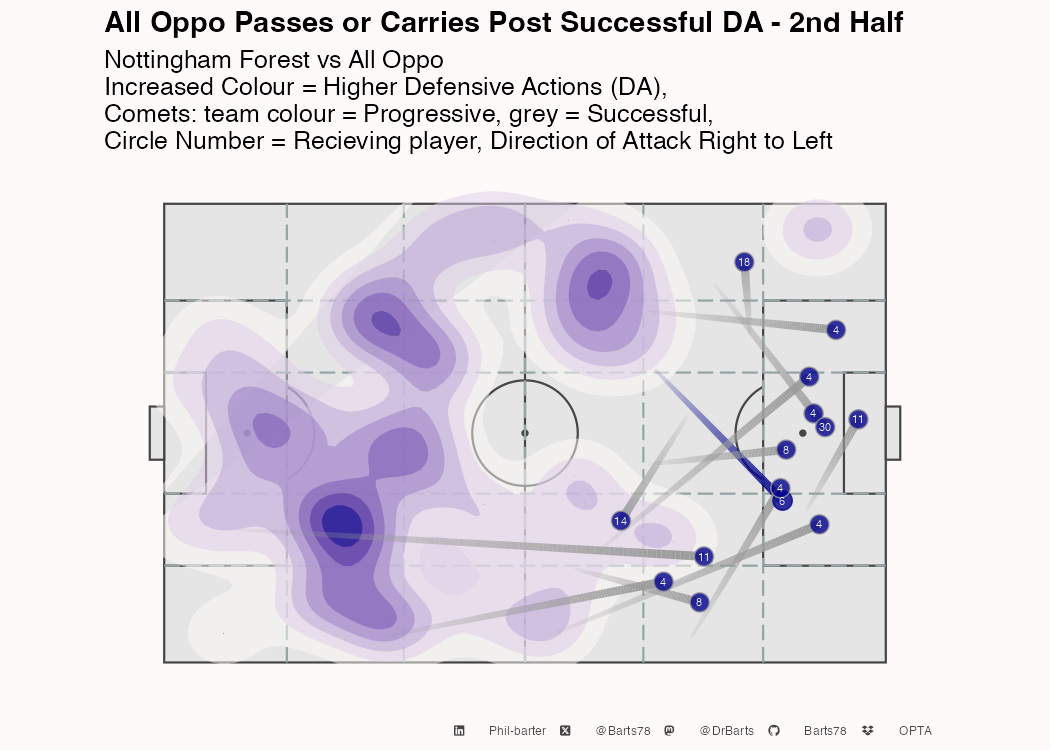 All Oppo Passes or Carries Post Successful DA - 2nd Half
Nottingham Forest vs All Oppo
Increased Colour = Higher Defensive Actions (DA),
Comets: team colour = Progressive, grey = Successful,
Circle Number = Recieving player, Direction of Attack Right to Left
18
4
4
4
30
11
8
4
6
14
4
11
4
8
Phil-barter @Barts78 @DrBarts Barts78 OPTA